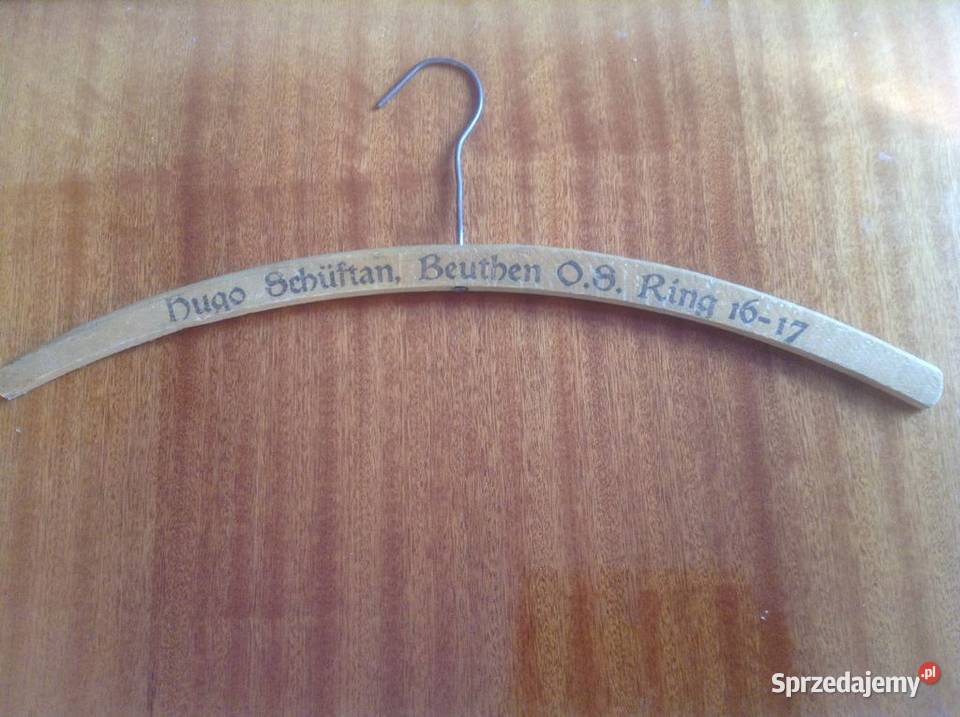 Hugo Schüftan, Beuthen O.S. Ring 16-17
Sprzedajemy.pl